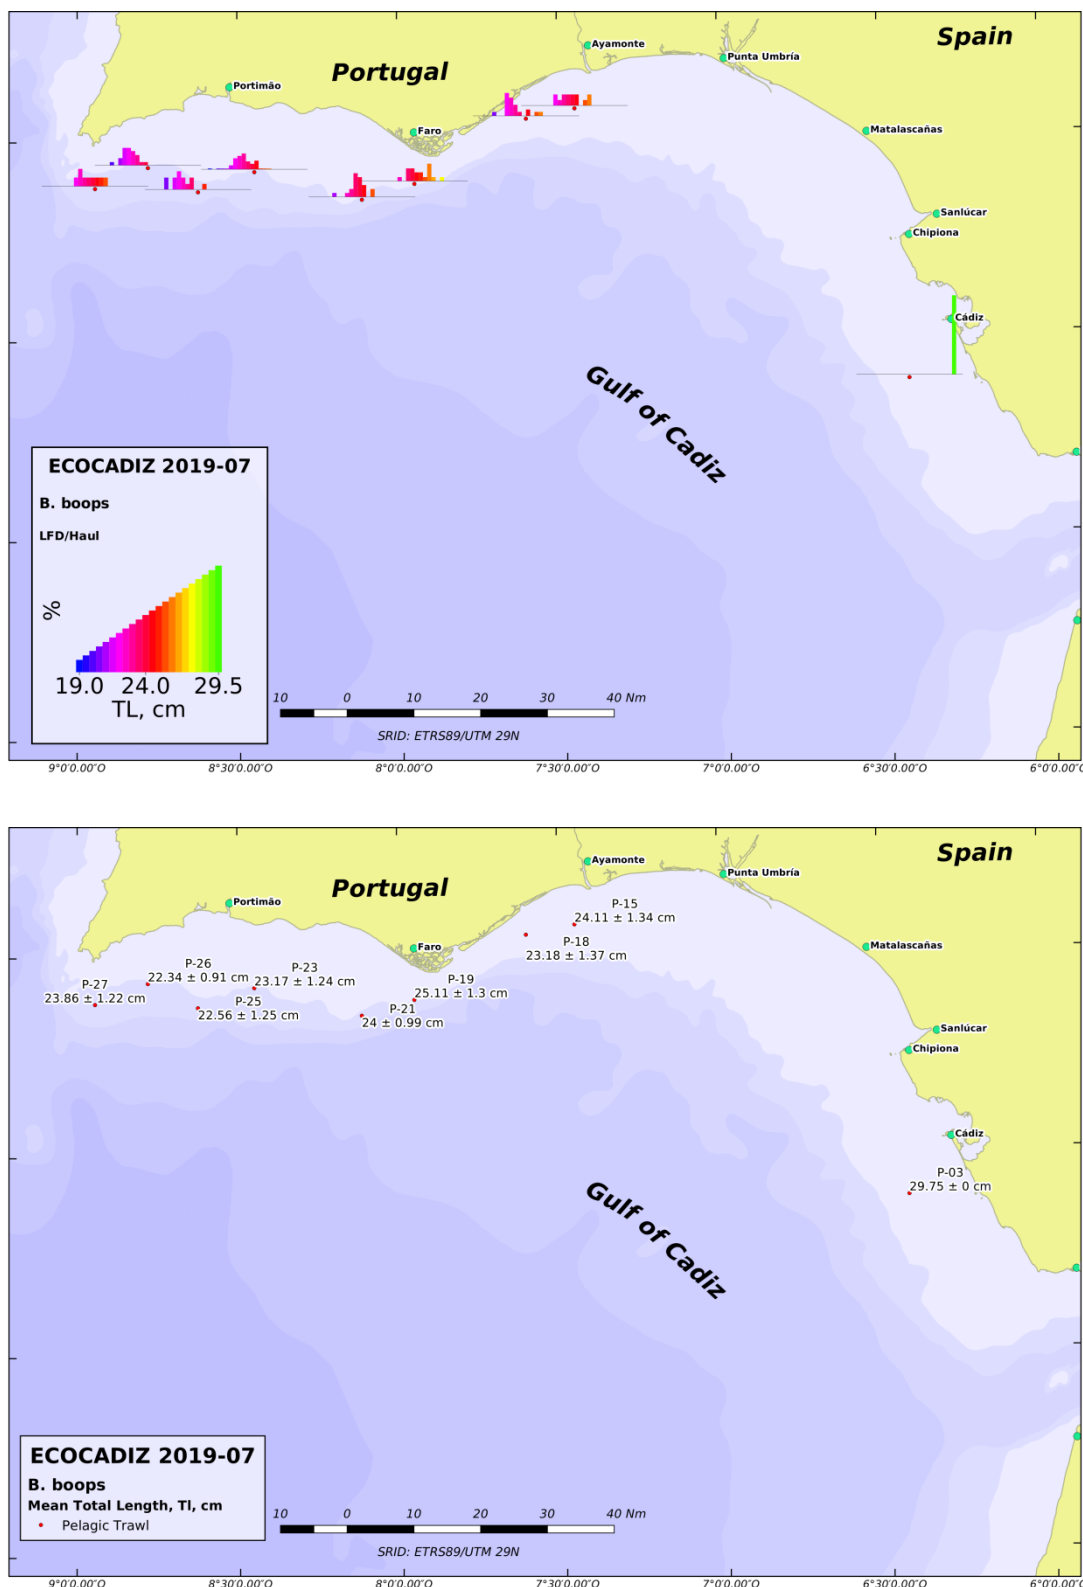 Spain
Portugal
Ayamonte
Punta Umbría
Portimão
Faro
Matalascañas
Sanlúcar
Chipiona
Cádiz
Gulf of Cadiz
ECOCADIZ 2019-07
B. boops
LFD/Haul
%
19.0 24.0 29.5
TL, cm
10 0 10 20 30 40 Nm
SRID: ETRS89/UTM 29N
9°0'0.00"O 8°30'0.00"O 8°0'0.00"O 7°30'0.00"O 7°0'0.00"O 6°30'0.00"O 6°0'0.00"O
Spain
Portugal
Ayamonte
Punta Umbría
Portimão
P-15
24.11 ± 1.34 cm
Faro
P-18
23.18 ± 1.37 cm
Matalascañas
P-26
22.34 ± 0.91 cm
P-23
23.17 ± 1.24 cm
P-19
25.11 ± 1.3 cm
P-27
23.86 ± 1.22 cm
P-25
22.56 ± 1.25 cm
P-21
24 ± 0.99 cm
Sanlúcar
Chipiona
Cádiz
P-03
29.75 ± 0 cm
Gulf of Cadiz
ECOCADIZ 2019-07
B. boops
Mean Total Length, Tl, cm
Pelagic Trawl
10 0 10 20 30 40 Nm
SRID: ETRS89/UTM 29N
9°0'0.00"O 8°30'0.00"O 8°0'0.00"O 7°30'0.00"O 7°0'0.00"O 6°30'0.00"O